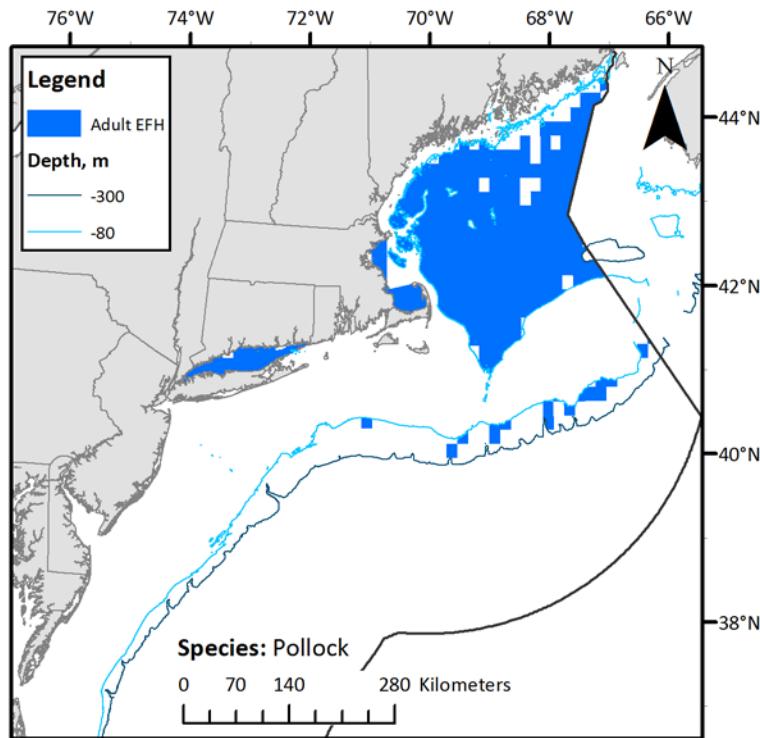 76°W 74°W 72°W 70°W 68°W 66°W
Legend
Adult EFH
Depth, m
-300
-80
N
44°N
42°N
40°N
38°N
Species: Pollock
0 70 140 280 Kilometers